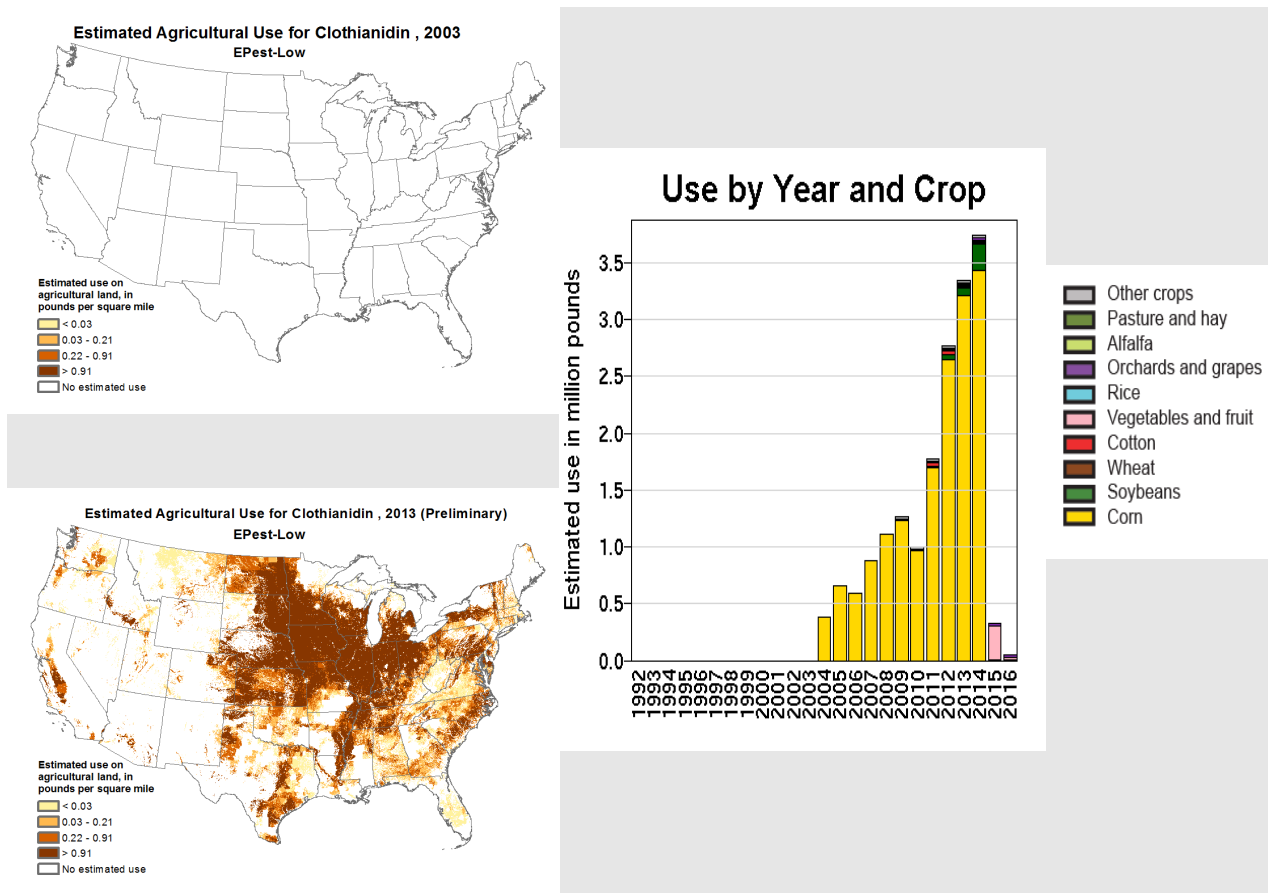 Estimated Agricultural Use for Clothianidin , 2003
EPest-Low
Estimated use on
agricultural land, in
pounds per square mile
< 0.03
0.03 - 0.21
0.22 - 0.91
> 0.91
No estimated use
Estimated Agricultural Use for Clothianidin , 2013 (Preliminary)
EPest-Low
Estimated use on
agricultural land, in
pounds per square mile
< 0.03
0.03 - 0.21
0.22 - 0.91
> 0.91
No estimated use
Use by Year and Crop
Estimated use in million pounds
3.5
3.0
2.5
2.0
1.5
1.0
0.5
0.0
1992
1993
1994
1995
1996
1997
1998
1999
2000
2001
2002
2003
2004
2005
2006
2007
2008
2009
2010
2011
2012
2013
2014
2015
2016
Other crops
Pasture and hay
Alfalfa
Orchards and grapes
Rice
Vegetables and fruit
Cotton
Wheat
Soybeans
Corn